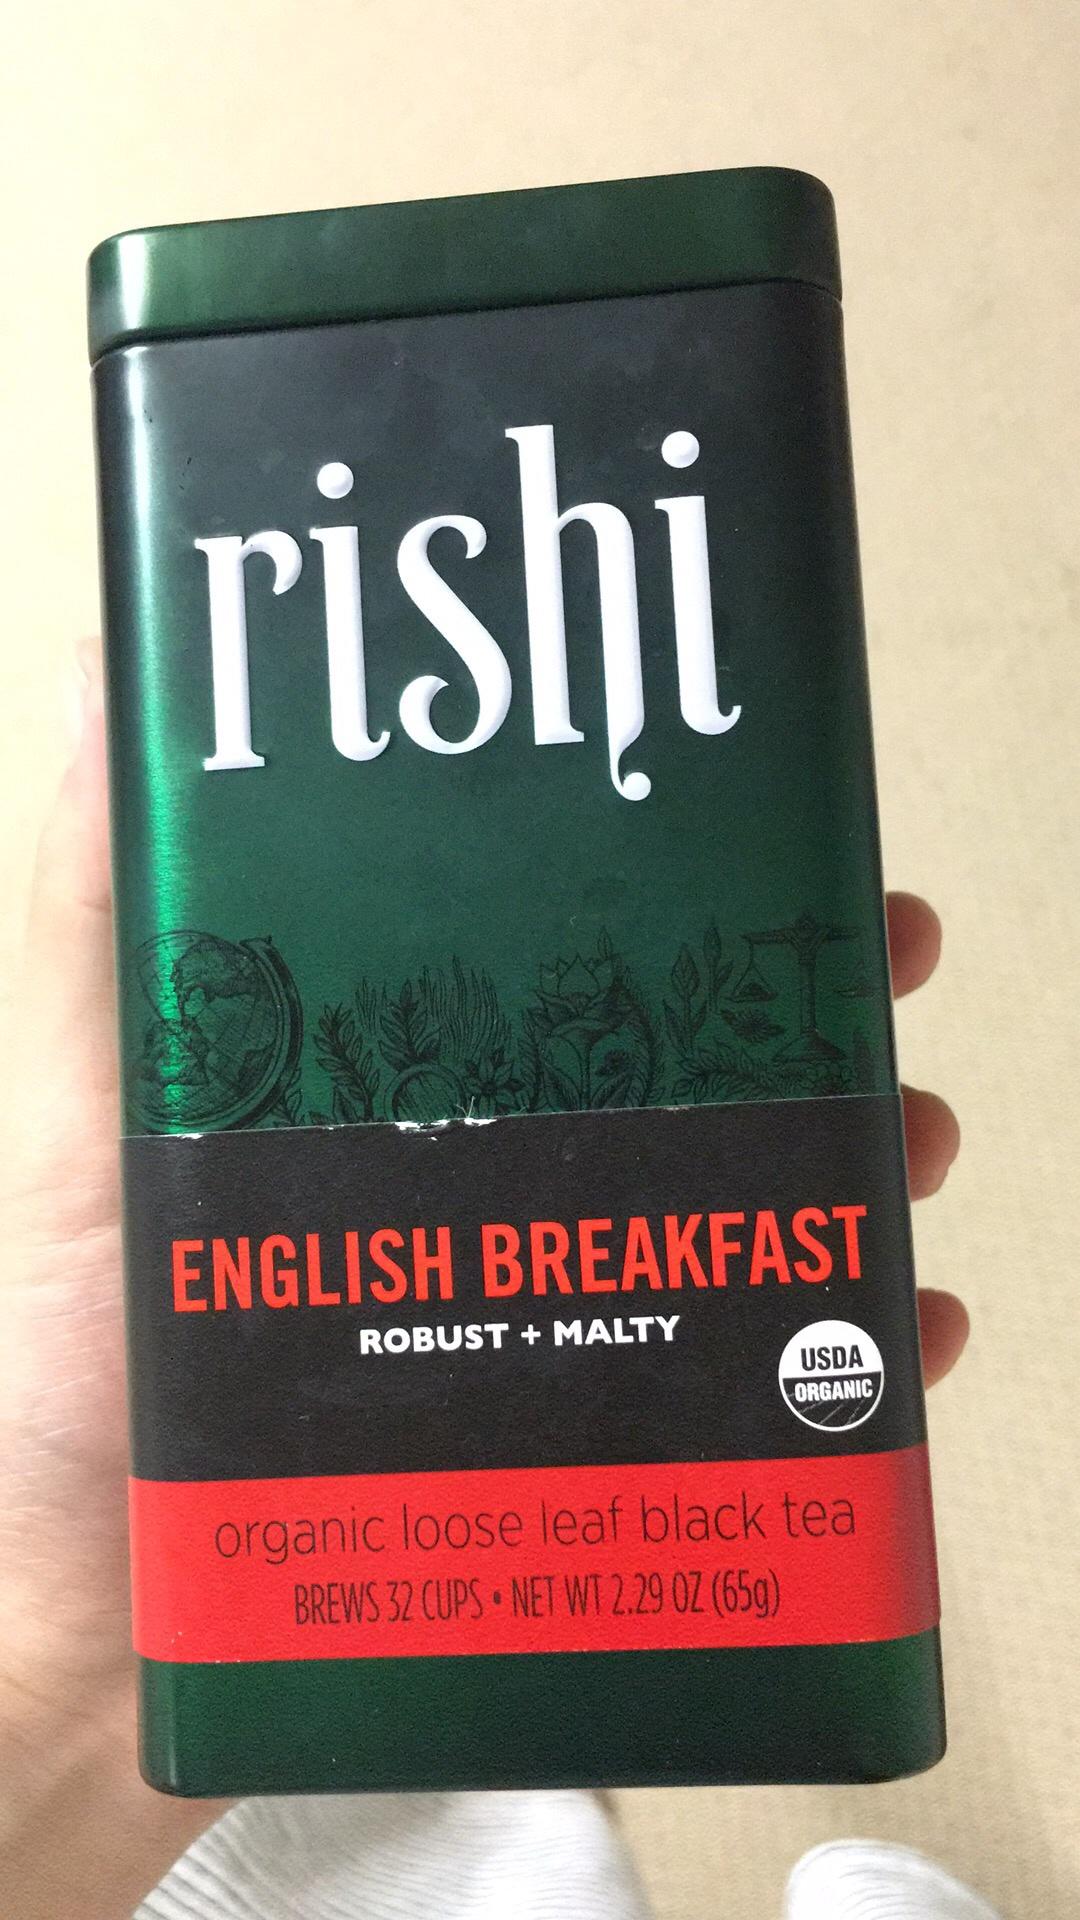 rishi
ENGLISH BREAKFAST
ROBUST + MALTY
USDA
ORGANIC
organic loose leaf black tea
BREWS 32 CUPS • NET WT 2.29 OZ (65g)